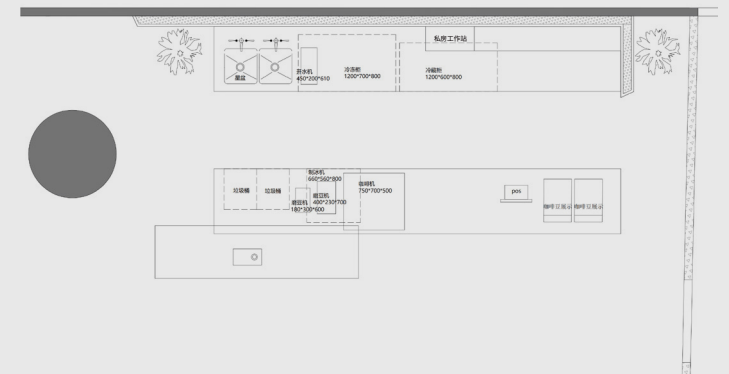 私房工作站
蒸盆
开水机
450*200*610
冷冻柜
1200*700*800
冷藏柜
1200*600*800
制冰机
660*560*800
垃圾桶
垃圾桶
磨豆机
180*300*600
磨豆机
400*230*700
咖啡机
750*700*500
pos
咖啡豆展示
咖啡豆展示